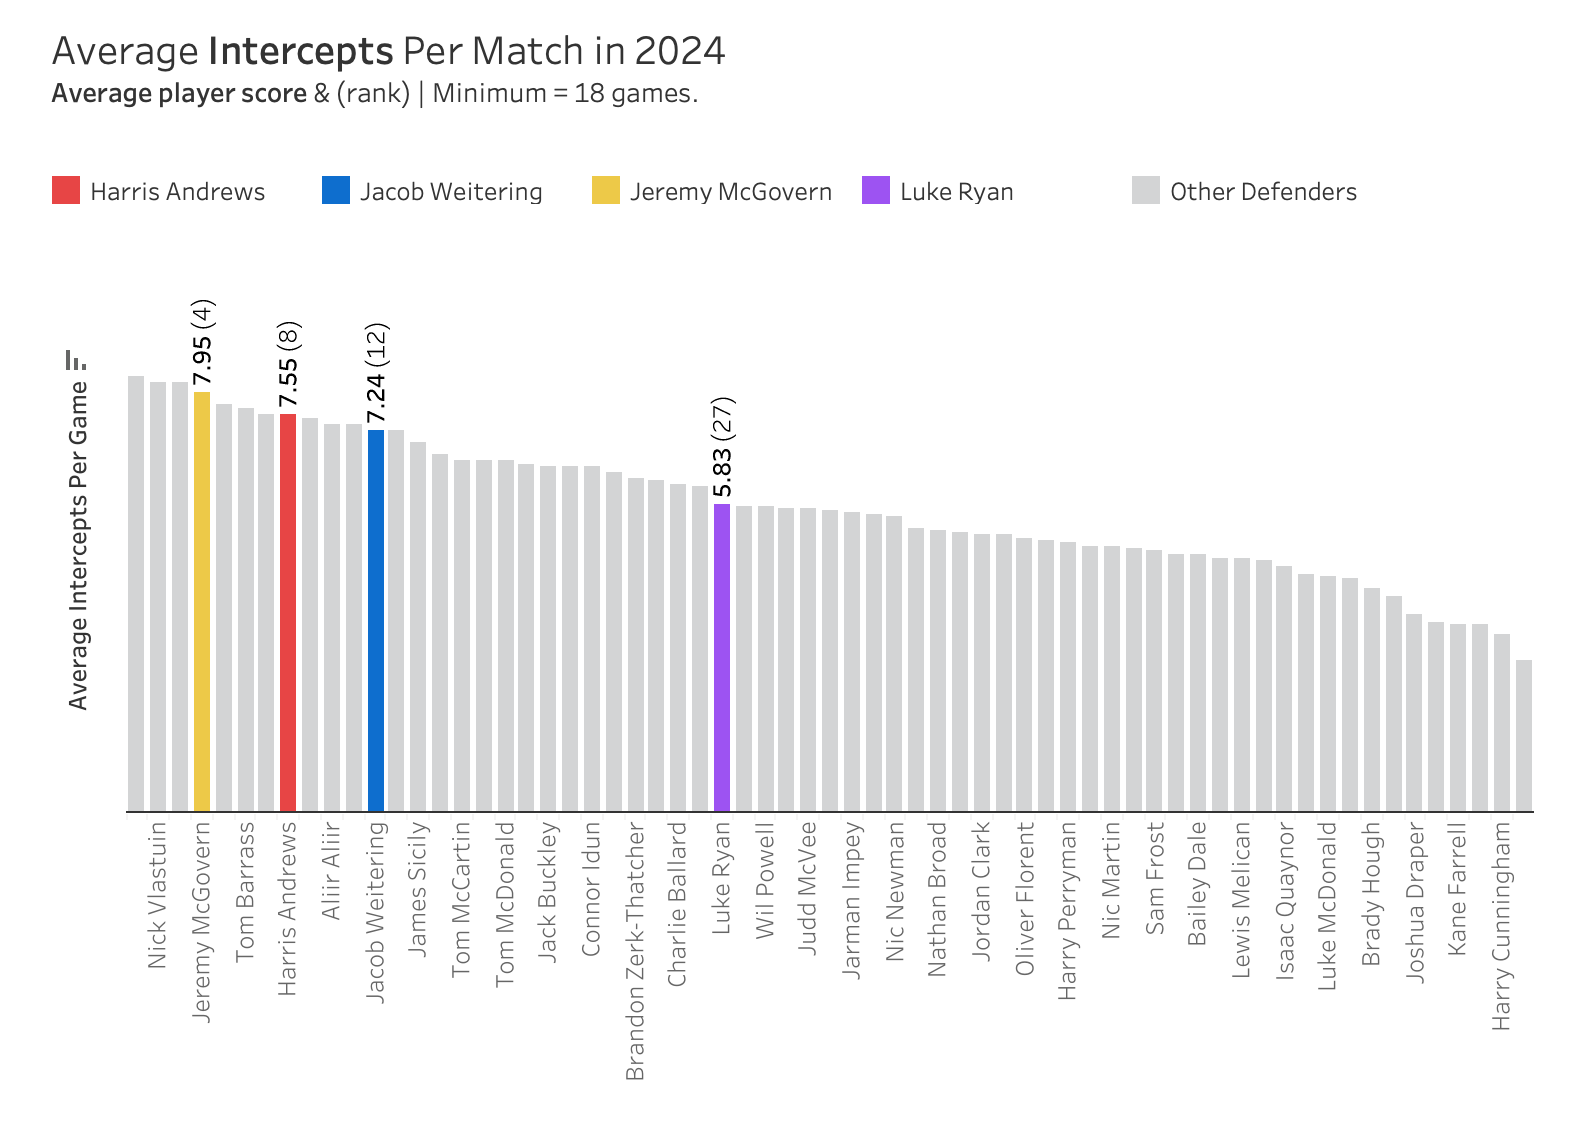 Average Intercepts Per Match in 2024
Average player score & (rank) | Minimum = 18 games.
Harris Andrews
Jacob Weitering
Jeremy McGovern
Luke Ryan
Other Defenders
Average Intercepts Per Game
7.95 (4)
7.55 (8)
7.24 (12)
5.83 (27)
Nick Vlastuin
Jeremy McGovern
Tom Barrass
Harris Andrews
Aliir Aliir
Jacob Weitering
James Sicily
Tom McCartin
Tom McDonald
Jack Buckley
Connor Idun
Brandon Zerk-Thatcher
Charlie Ballard
Luke Ryan
Wil Powell
Judd McVee
Jarman Impey
Nic Newman
Nathan Broad
Jordan Clark
Oliver Florent
Harry Perryman
Nic Martin
Sam Frost
Bailey Dale
Lewis Melican
Isaac Quaynor
Luke McDonald
Brady Hough
Joshua Draper
Kane Farrell
Harry Cunningham